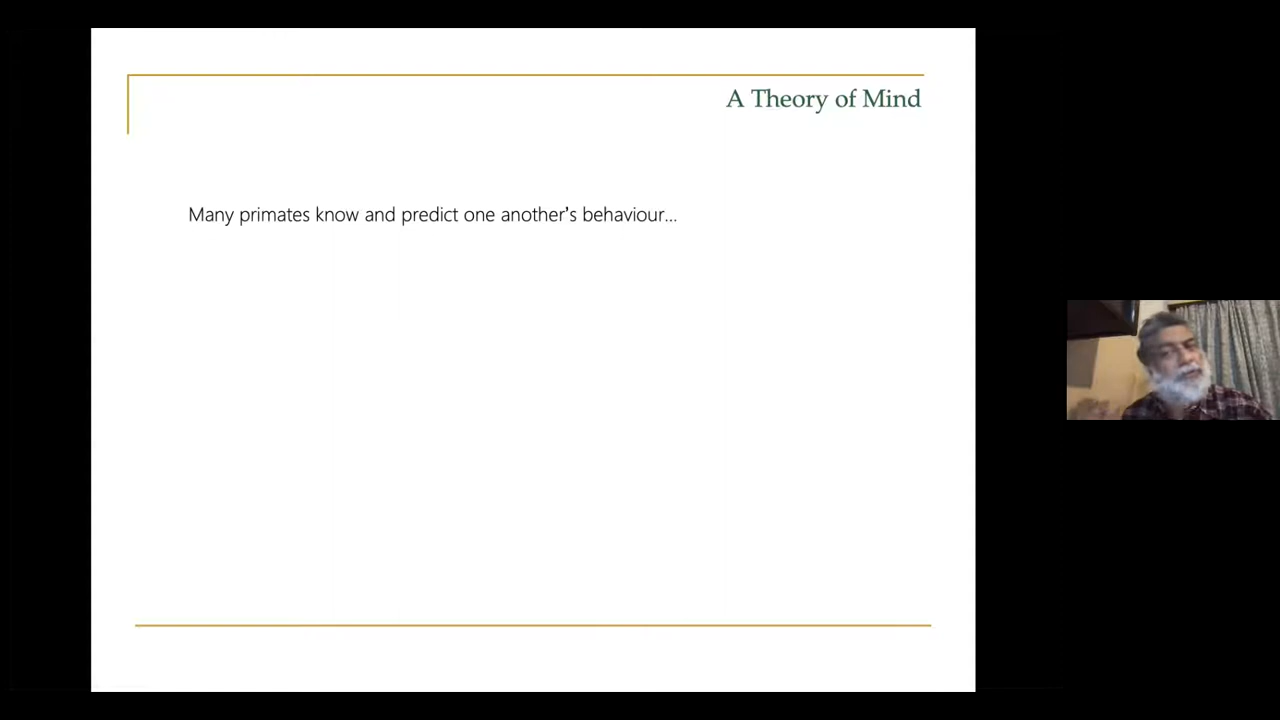 A Theory of Mind
Many primates know and predict one another’s behaviour...